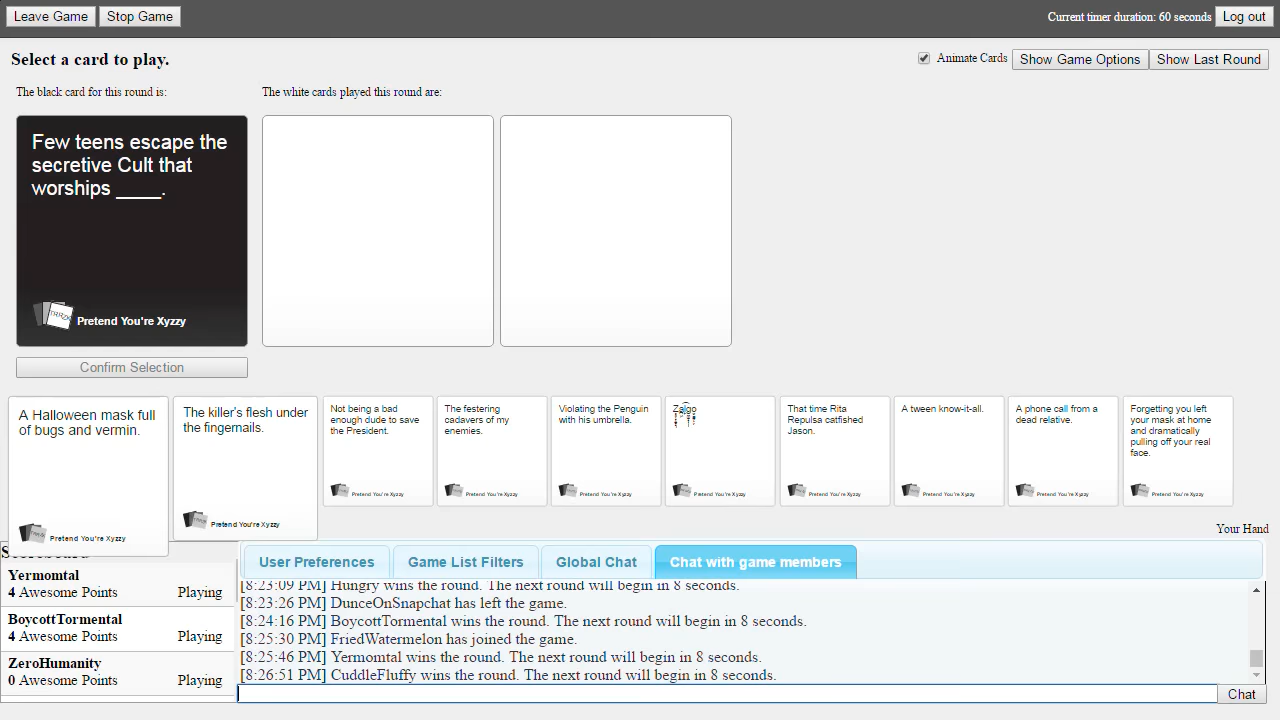 Leave Game Stop Game Current timer duration: 60 seconds Log out
Select a card to play. Animate Cards Show Game Options Show Last Round
The black card for this round is: The white cards played this round are:
Few teens escape the
secretive Cult that
worships _____.
Pretend You're Xyzzy
Confirm Selection
A Halloween mask full
of bugs and vermin.
Pretend You're Xyzzy
The killer's flesh under
the fingernails.
Pretend You're Xyzzy
Not being a bad
enough dude to save
the President.
Pretend You're Xyzzy
The festering
cadavers of my
enemies.
Pretend You're Xyzzy
Violating the Penguin
with his umbrella.
Pretend You're Xyzzy
Zalgo
Pretend You're Xyzzy
That time Rita
Repulsa catfished
Jason.
Pretend You're Xyzzy
A tween know-it-all.
Pretend You're Xyzzy
A phone call from a
dead relative.
Pretend You're Xyzzy
Forgetting you left
your mask at home
and dramatically
pulling off your real
face.
Pretend You're Xyzzy
Your Hand
Scoreboard
Yermomtal
4 Awesome Points Playing
BoycottTormental
4 Awesome Points Playing
ZeroHumanity
0 Awesome Points Playing
User Preferences Game List Filters Global Chat Chat with game members
[8:23:09 PM] Hungry wins the round. The next round will begin in 8 seconds.
[8:23:26 PM] DunceOnSnapchat has left the game.
[8:24:16 PM] BoycottTormental wins the round. The next round will begin in 8 seconds.
[8:25:30 PM] FriedWatermelon has joined the game.
[8:25:46 PM] Yermomtal wins the round. The next round will begin in 8 seconds.
[8:26:51 PM] CuddleFluffy wins the round. The next round will begin in 8 seconds.
Chat